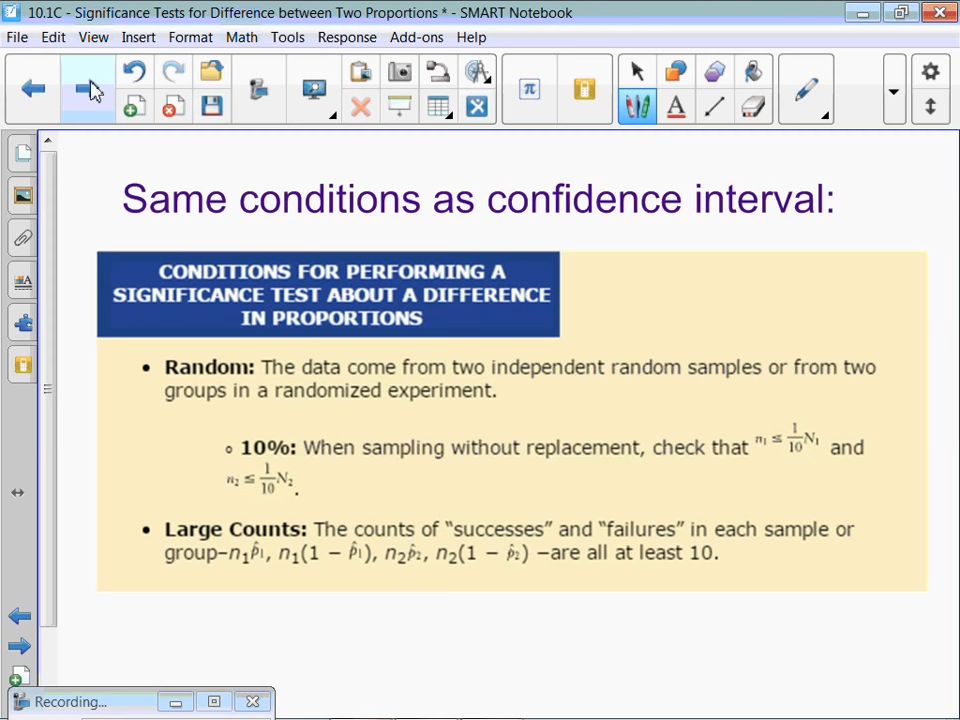 10.1C - Significance Tests for Difference between Two Proportions * - SMART Notebook
File Edit View Insert Format Math Tools Response Add-ons Help
π
A
Same conditions as confidence interval:
CONDITIONS FOR PERFORMING A
SIGNIFICANCE TEST ABOUT A DIFFERENCE
IN PROPORTIONS
• Random: The data come from two independent random samples or from two
groups in a randomized experiment.
∘ 10%: When sampling without replacement, check that n₁ ≤ 1/10 N₁ and
n₂ ≤ 1/10 N₂.
• Large Counts: The counts of “successes” and “failures” in each sample or
group–n₁p̂₁, n₁(1 − p̂₁), n₂p̂₂, n₂(1 − p̂₂) –are all at least 10.
Recording...